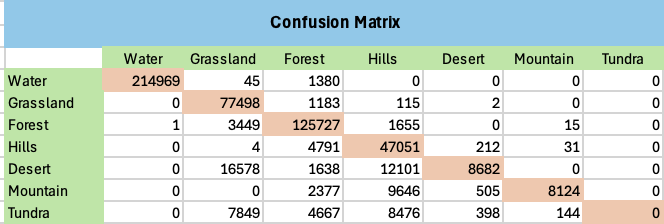 Confusion Matrix
Water Grassland Forest Hills Desert Mountain Tundra
Water 214969 45 1380 0 0 0 0
Grassland 0 77498 1183 115 2 0 0
Forest 1 3449 125727 1655 0 15 0
Hills 0 4 4791 47051 212 31 0
Desert 0 16578 1638 12101 8682 0 0
Mountain 0 0 2377 9646 505 8124 0
Tundra 0 7849 4667 8476 398 144 0